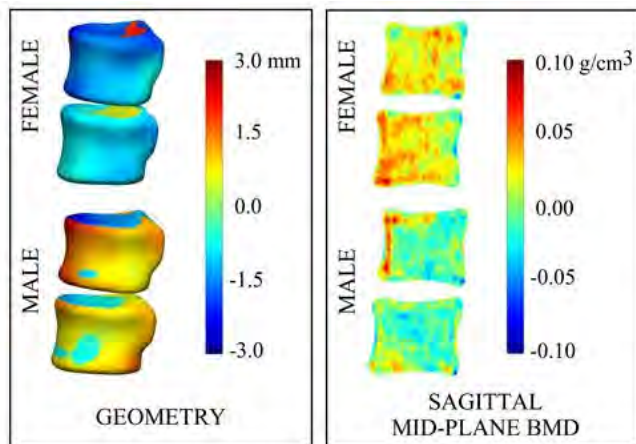 FEMALE
MALE
3.0 mm
1.5
0.0
-1.5
-3.0
GEOMETRY
FEMALE
MALE
0.10 g/cm³
0.05
0.00
-0.05
-0.10
SAGITTAL
MID-PLANE BMD